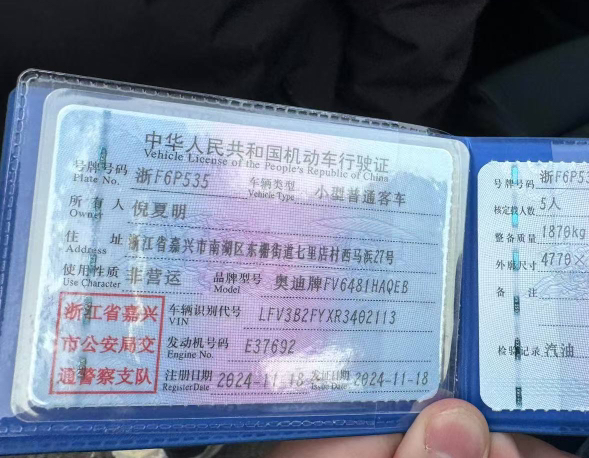 中华人民共和国机动车行驶证
Vehicle License of the People's Republic of China
号牌号码 浙F6P535 车辆类型 小型普通客车
Plate No. Vehicle Type
所有人 倪夏明
Owner
住址 浙江省嘉兴市南湖区东栅街道七里店村西马浜27号
Address
使用性质 非营运 品牌型号 奥迪牌FV6481HAQEB
Use Character Model
浙江省嘉兴
市公安局交
通警察支队
车辆识别代号 LFV3B2FYXR3402113
VIN
发动机号码 E37692
Engine No.
注册日期 2024-11-18 发证日期 2024-11-18
Register Date Issue Date
号牌号码 浙F6P53
核定载人数 5人
整备质量 1870kg
外廓尺寸 4770×
备注
检验记录 汽油